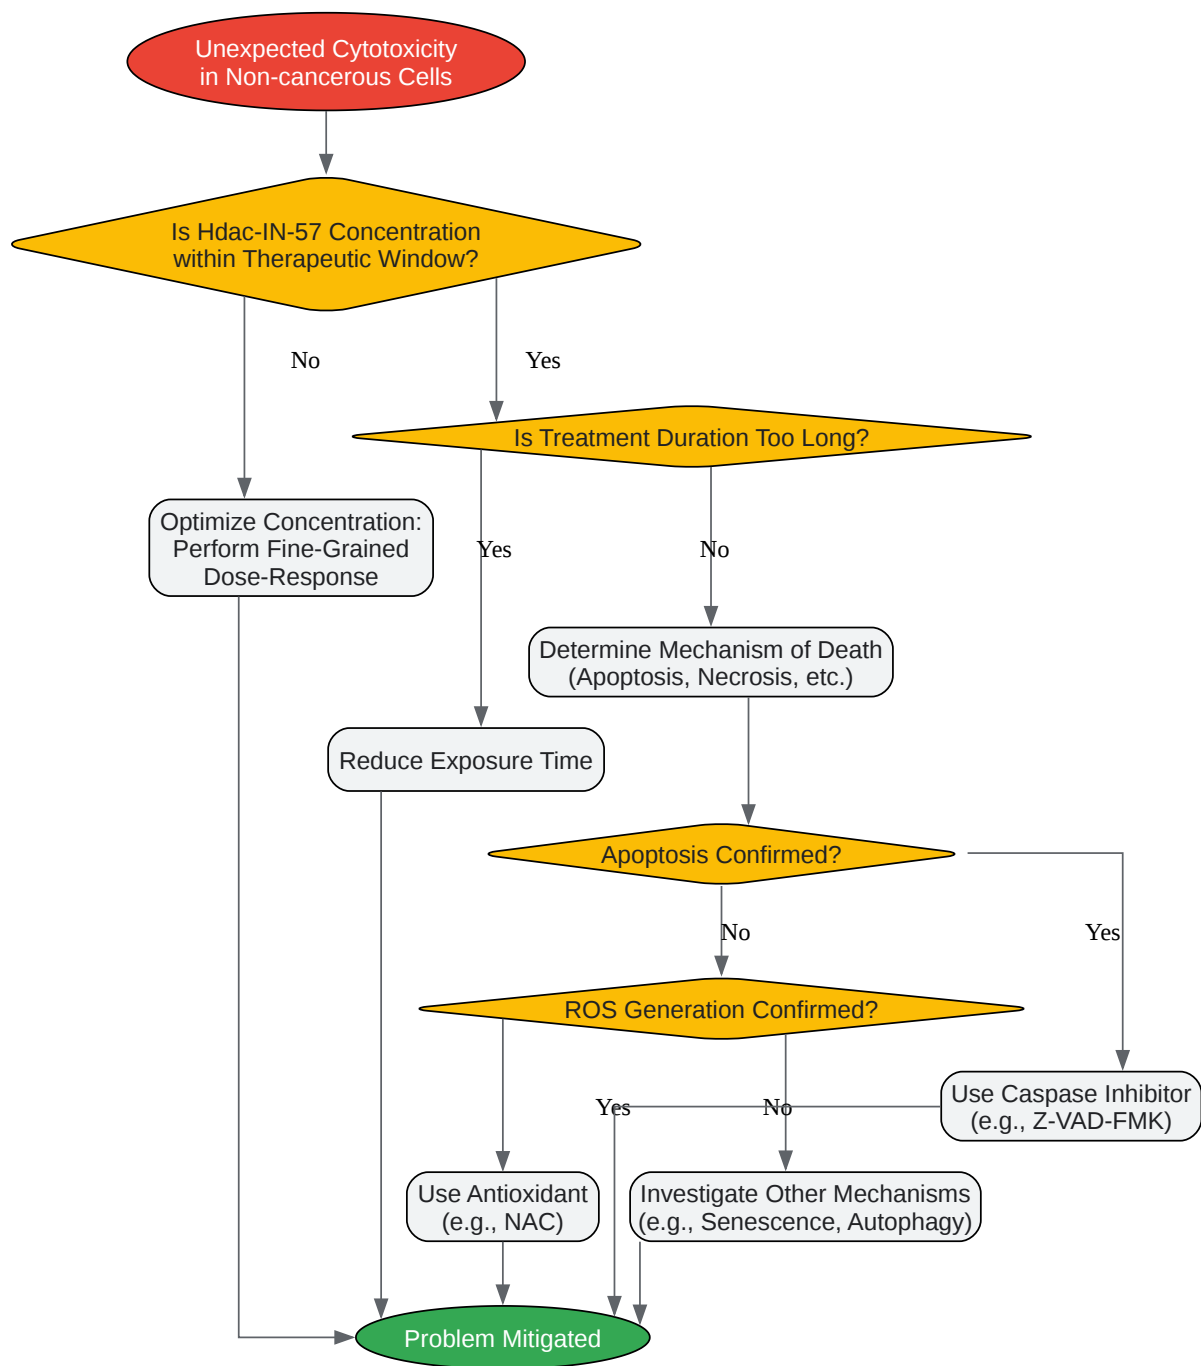 Unexpected Cytotoxicity
in Non-cancerous Cells
Is Hdac-IN-57 Concentration
within Therapeutic Window?
No
Yes
Is Treatment Duration Too Long?
Optimize Concentration:
Perform Fine-Grained
Dose-Response
Yes
No
Determine Mechanism of Death
(Apoptosis, Necrosis, etc.)
Reduce Exposure Time
Apoptosis Confirmed?
No
Yes
ROS Generation Confirmed?
Use Caspase Inhibitor
(e.g., Z-VAD-FMK)
Yes
No
Use Antioxidant
(e.g., NAC)
Investigate Other Mechanisms
(e.g., Senescence, Autophagy)
Problem Mitigated